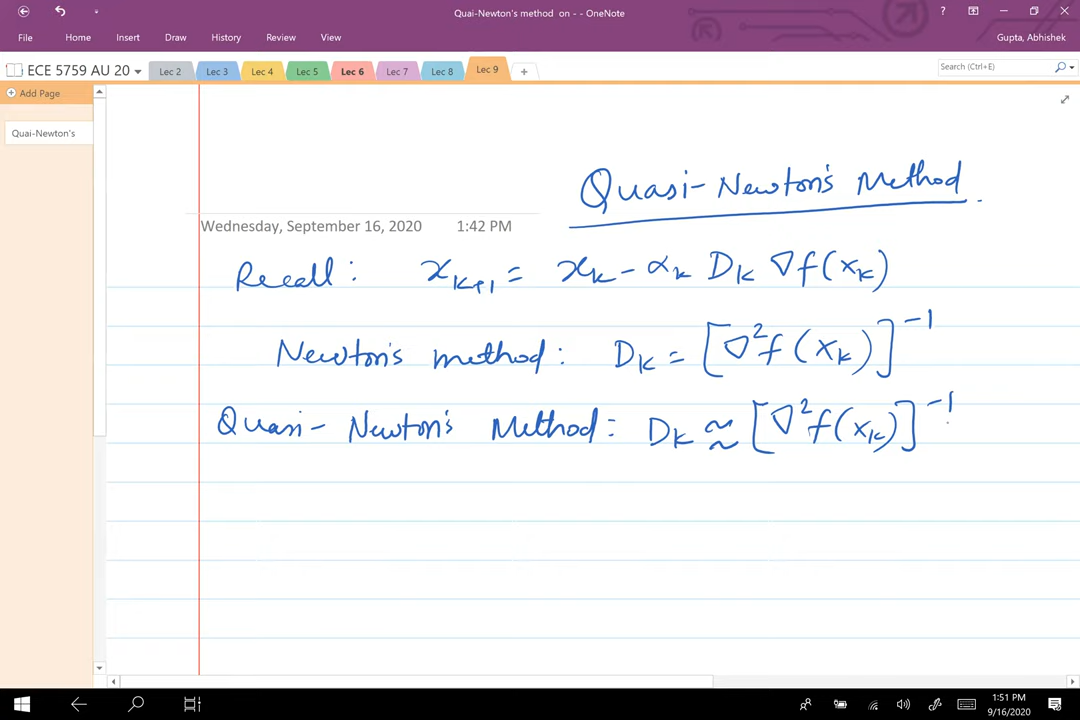 Quai-Newton's method on - - OneNote
File Home Insert Draw History Review View
Gupta, Abhishek
ECE 5759 AU 20
Lec 2 Lec 3 Lec 4 Lec 5 Lec 6 Lec 7 Lec 8 Lec 9
Search (Ctrl+E)
Add Page
Quai-Newton's
Quasi-Newton's Method
Wednesday, September 16, 2020 1:42 PM
Recall: x_{k+1} = x_k - α_k D_k ∇f(x_k)
Newton's method: D_k = [∇²f(x_k)]^{-1}
Quasi-Newton's Method: D_k ≈ [∇²f(x_k)]^{-1}
1:51 PM
9/16/2020